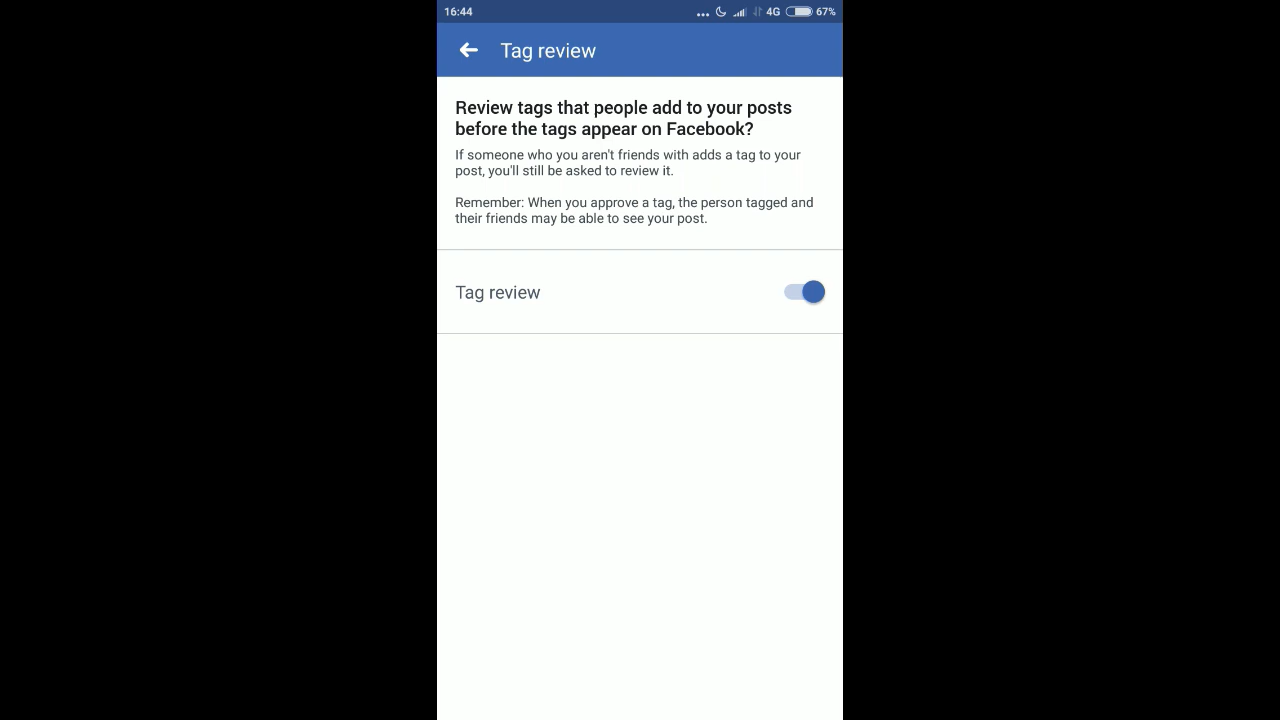 16:44 ... 4G 67%
Tag review
Review tags that people add to your posts
before the tags appear on Facebook?
If someone who you aren't friends with adds a tag to your
post, you'll still be asked to review it.
Remember: When you approve a tag, the person tagged and
their friends may be able to see your post.
Tag review